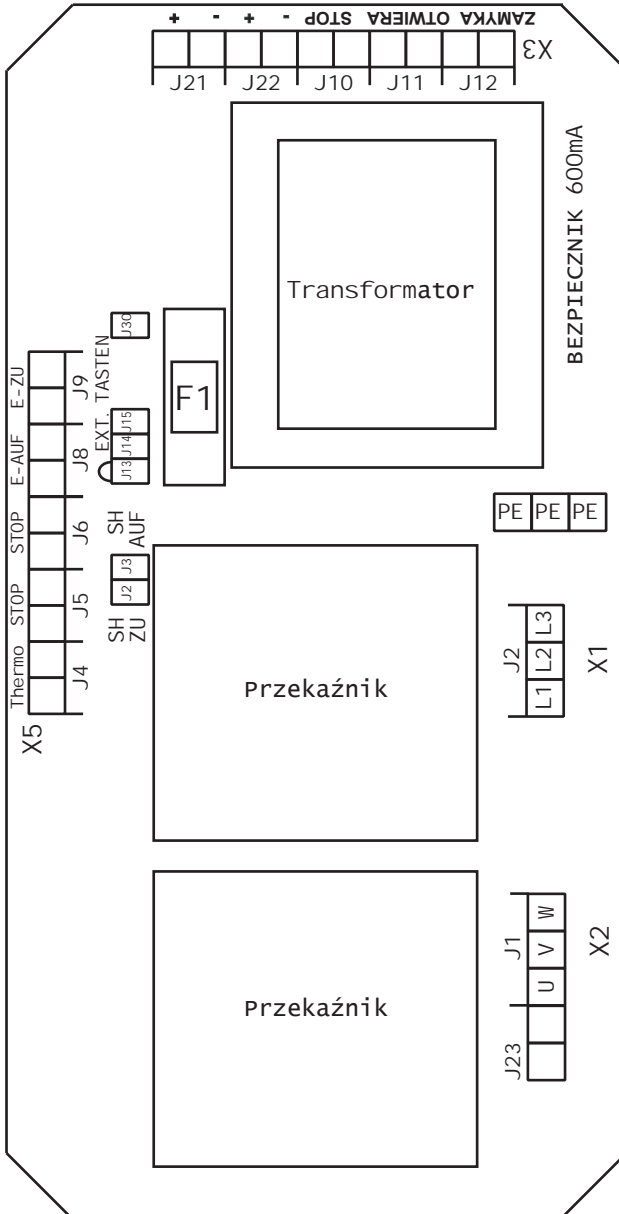 + - + - STOP OTWIERA ZAMYKA
X3
J21 J22 J10 J11 J12
Transformator
BEZPIECZNIK 600mA
J30
F1
EXT. TASTEN
J13 J14 J15
Thermo STOP STOP E-AUF E-ZU
J4 J5 J6 J8 J9
X5
SH
AUF
J2 J3
SH
ZU
PE PE PE
Przekaźnik
J2
L1 L2 L3
X1
Przekaźnik
J23 J1
U V W
X2